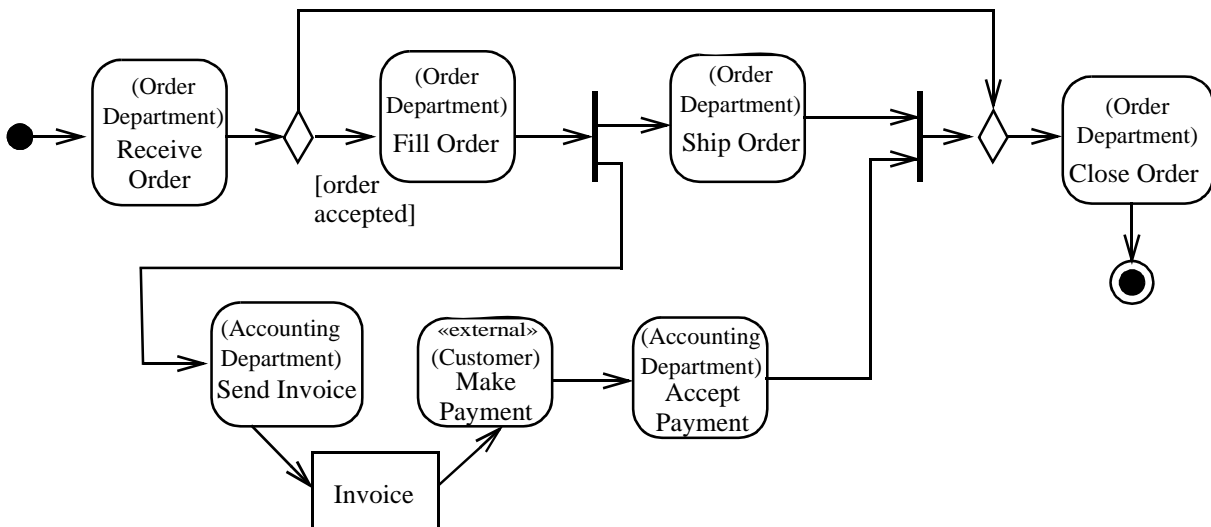 (Order
Department)
Receive
Order
[order
accepted]
(Order
Department)
Fill Order
(Order
Department)
Ship Order
(Order
Department)
Close Order
(Accounting
Department)
Send Invoice
Invoice
«external»
(Customer)
Make
Payment
(Accounting
Department)
Accept
Payment